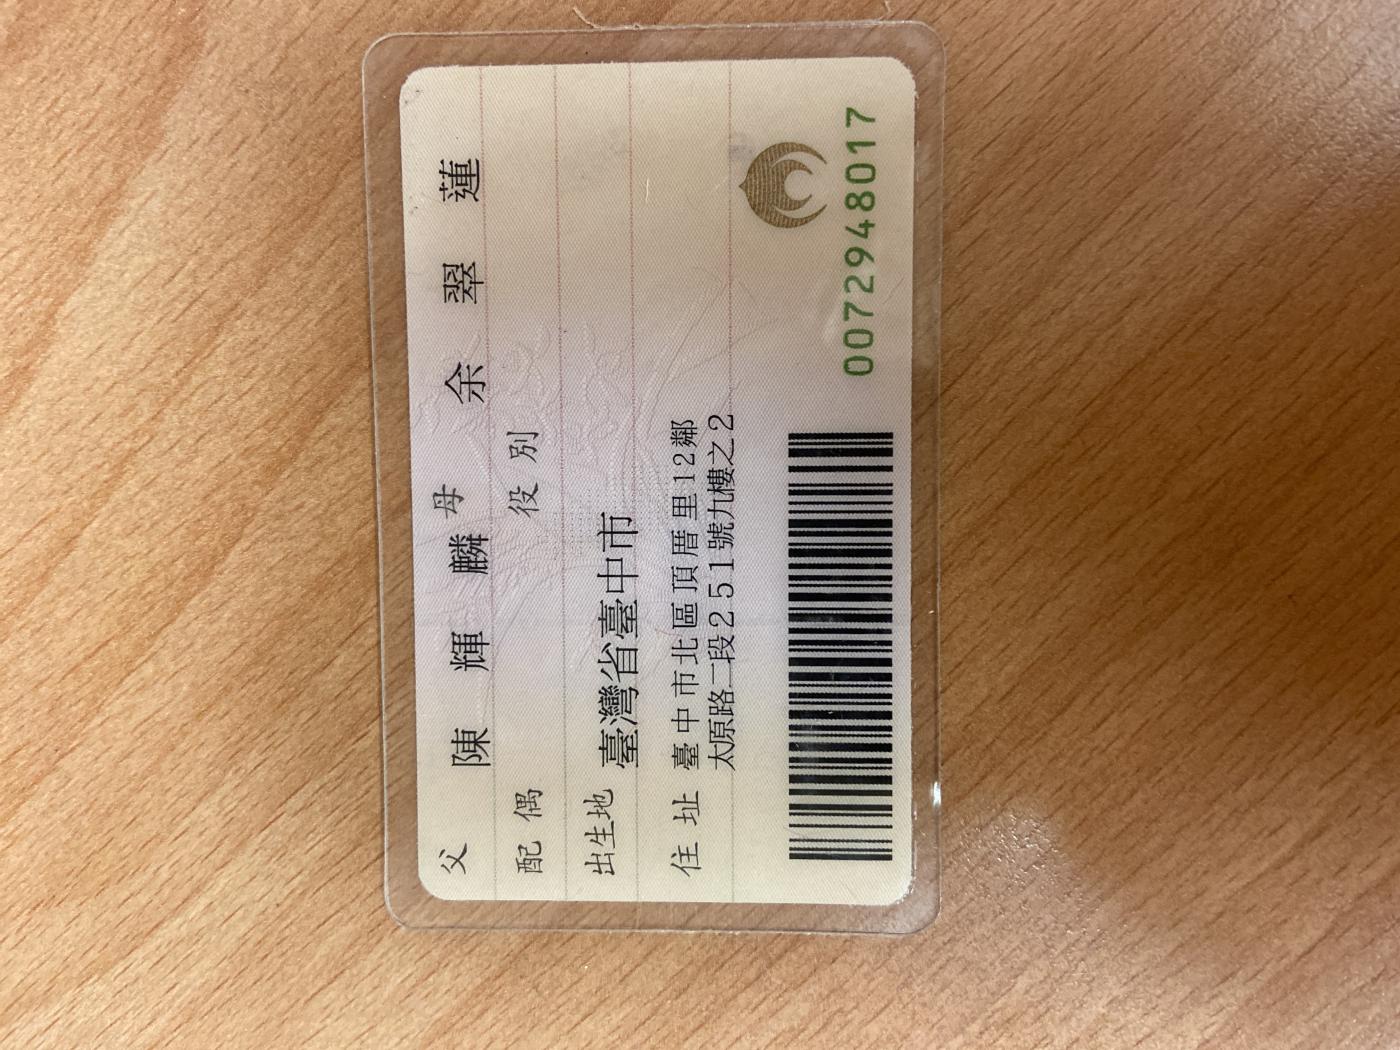 父 陳輝麟 母 余翠蓮
配偶 役別
出生地 臺灣省臺中市
住址 臺中市北區頂厝里12鄰
太原路二段251號九樓之2
0072948017